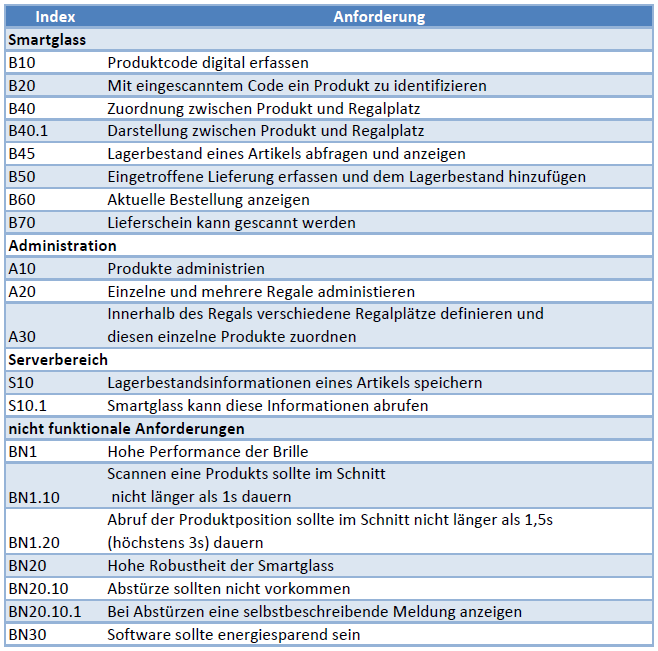 Index Anforderung
Smartglass
B10 Produktcode digital erfassen
B20 Mit eingescanntem Code ein Produkt zu identifizieren
B40 Zuordnung zwischen Produkt und Regalplatz
B40.1 Darstellung zwischen Produkt und Regalplatz
B45 Lagerbestand eines Artikels abfragen und anzeigen
B50 Eingetroffene Lieferung erfassen und dem Lagerbestand hinzufügen
B60 Aktuelle Bestellung anzeigen
B70 Lieferschein kann gescannt werden
Administration
A10 Produkte administrien
A20 Einzelne und mehrere Regale administieren
Innerhalb des Regals verschiedene Regalplätze definieren und
A30 diesen einzelne Produkte zuordnen
Serverbereich
S10 Lagerbestandsinformationen eines Artikels speichern
S10.1 Smartglass kann diese Informationen abrufen
nicht funktionale Anforderungen
BN1 Hohe Performance der Brille
Scannen eine Produkts sollte im Schnitt
BN1.10 nicht länger als 1s dauern
Abruf der Produktposition sollte im Schnitt nicht länger als 1,5s
BN1.20 (höchstens 3s) dauern
BN20 Hohe Robustheit der Smartglass
BN20.10 Abstürze sollten nicht vorkommen
BN20.10.1 Bei Abstürzen eine selbstbeschreibende Meldung anzeigen
BN30 Software sollte energiesparend sein